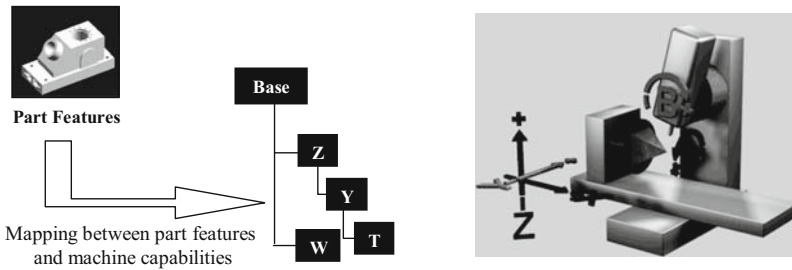 Part Features
Mapping between part features
and machine capabilities
Base
Z
Y
W
T
B
+
Z